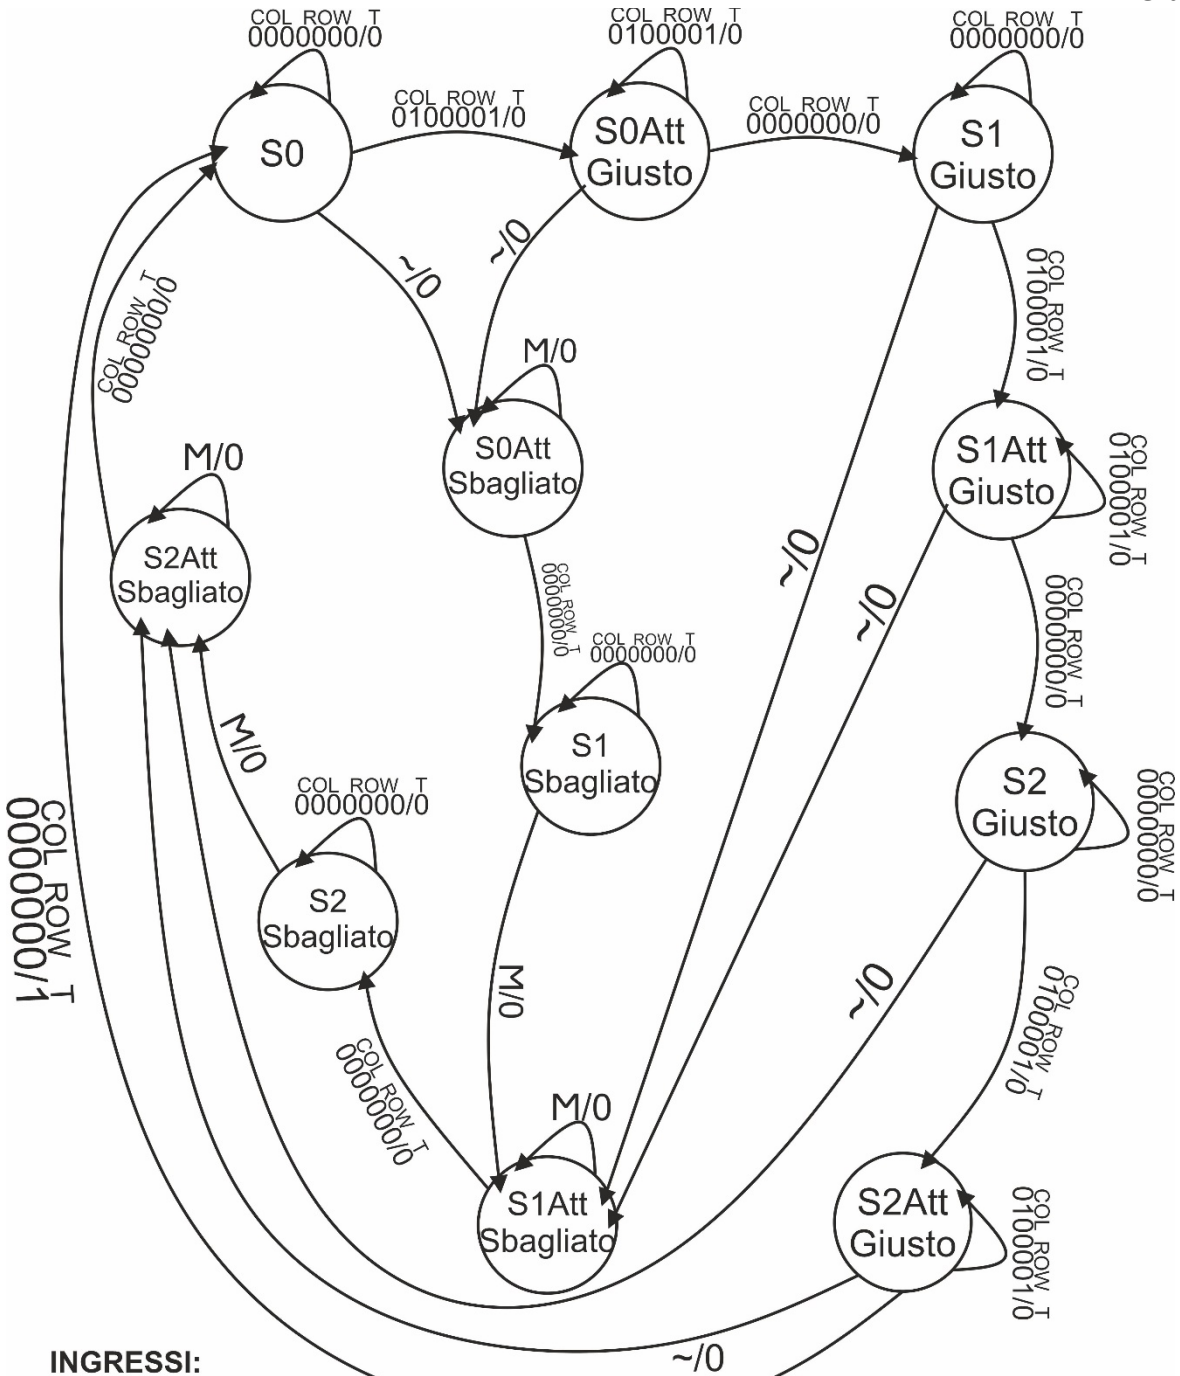 COL ROW T
0000000/0
COL ROW T
0100001/0
COL ROW T
0000000/0
COL ROW T
0100001/0
COL ROW T
0000000/0
S0
S0Att
Giusto
S1
Giusto
~/0
~/0
COL ROW T
0000000/0
COL ROW T
0100001/0
M/0
S0Att
Sbagliato
S1Att
Giusto
COL ROW T
0100001/0
M/0
S2Att
Sbagliato
~/0
~/0
COL ROW T
0000000/0
COL ROW T
0000000/0
COL ROW T
0000000/0
S1
Sbagliato
M/0
COL ROW T
0000000/0
S2
Giusto
COL ROW T
0000000/0
COL ROW T
0000000/1
S2
Sbagliato
M/0
~/0
COL ROW T
0100001/0
COL ROW T
0000000/0
M/0
S1Att
Sbagliato
S2Att
Giusto
COL ROW T
0100001/0
~/0
INGRESSI: